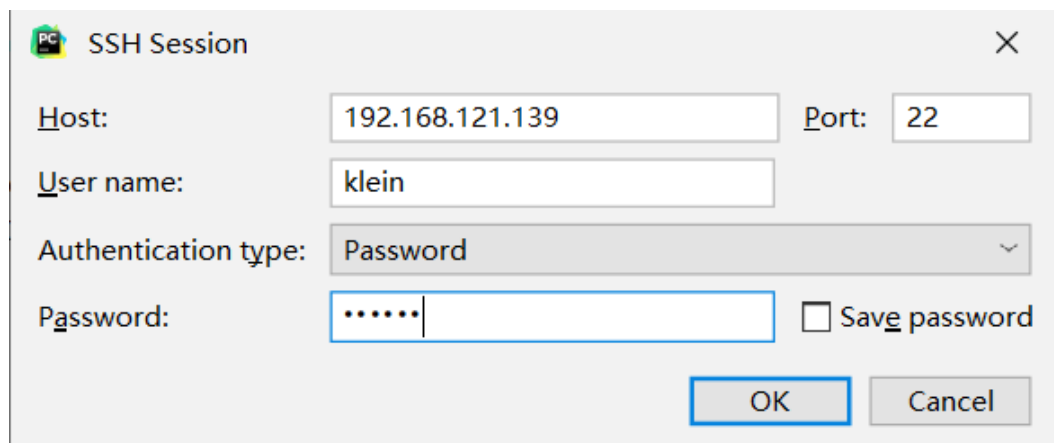 PC SSH Session
Host: 192.168.121.139 Port: 22
User name: klein
Authentication type: Password
Password: •••••• Save password
OK Cancel